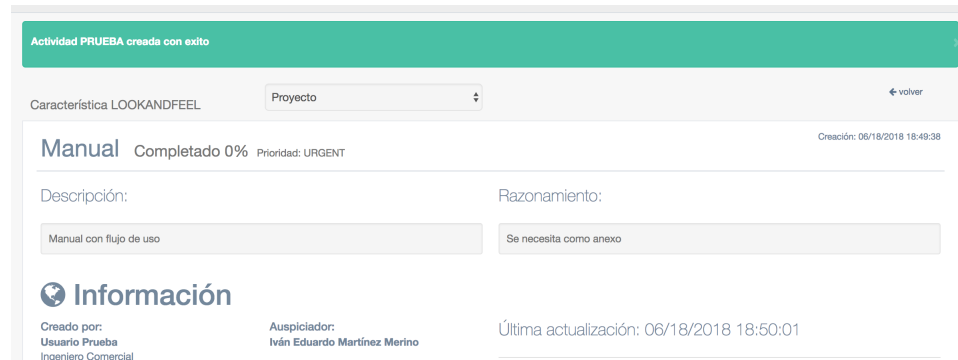 Actividad PRUEBA creada con exito
Característica LOOKANDFEEL Proyecto volver
Manual Completado 0% Prioridad: URGENT Creación: 06/18/2018 18:49:38
Descripción: Razonamiento:
Manual con flujo de uso Se necesita como anexo
Información
Creado por: Auspiciador: Última actualización: 06/18/2018 18:50:01
Usuario Prueba Iván Eduardo Martínez Merino
Ingeniero Comercial